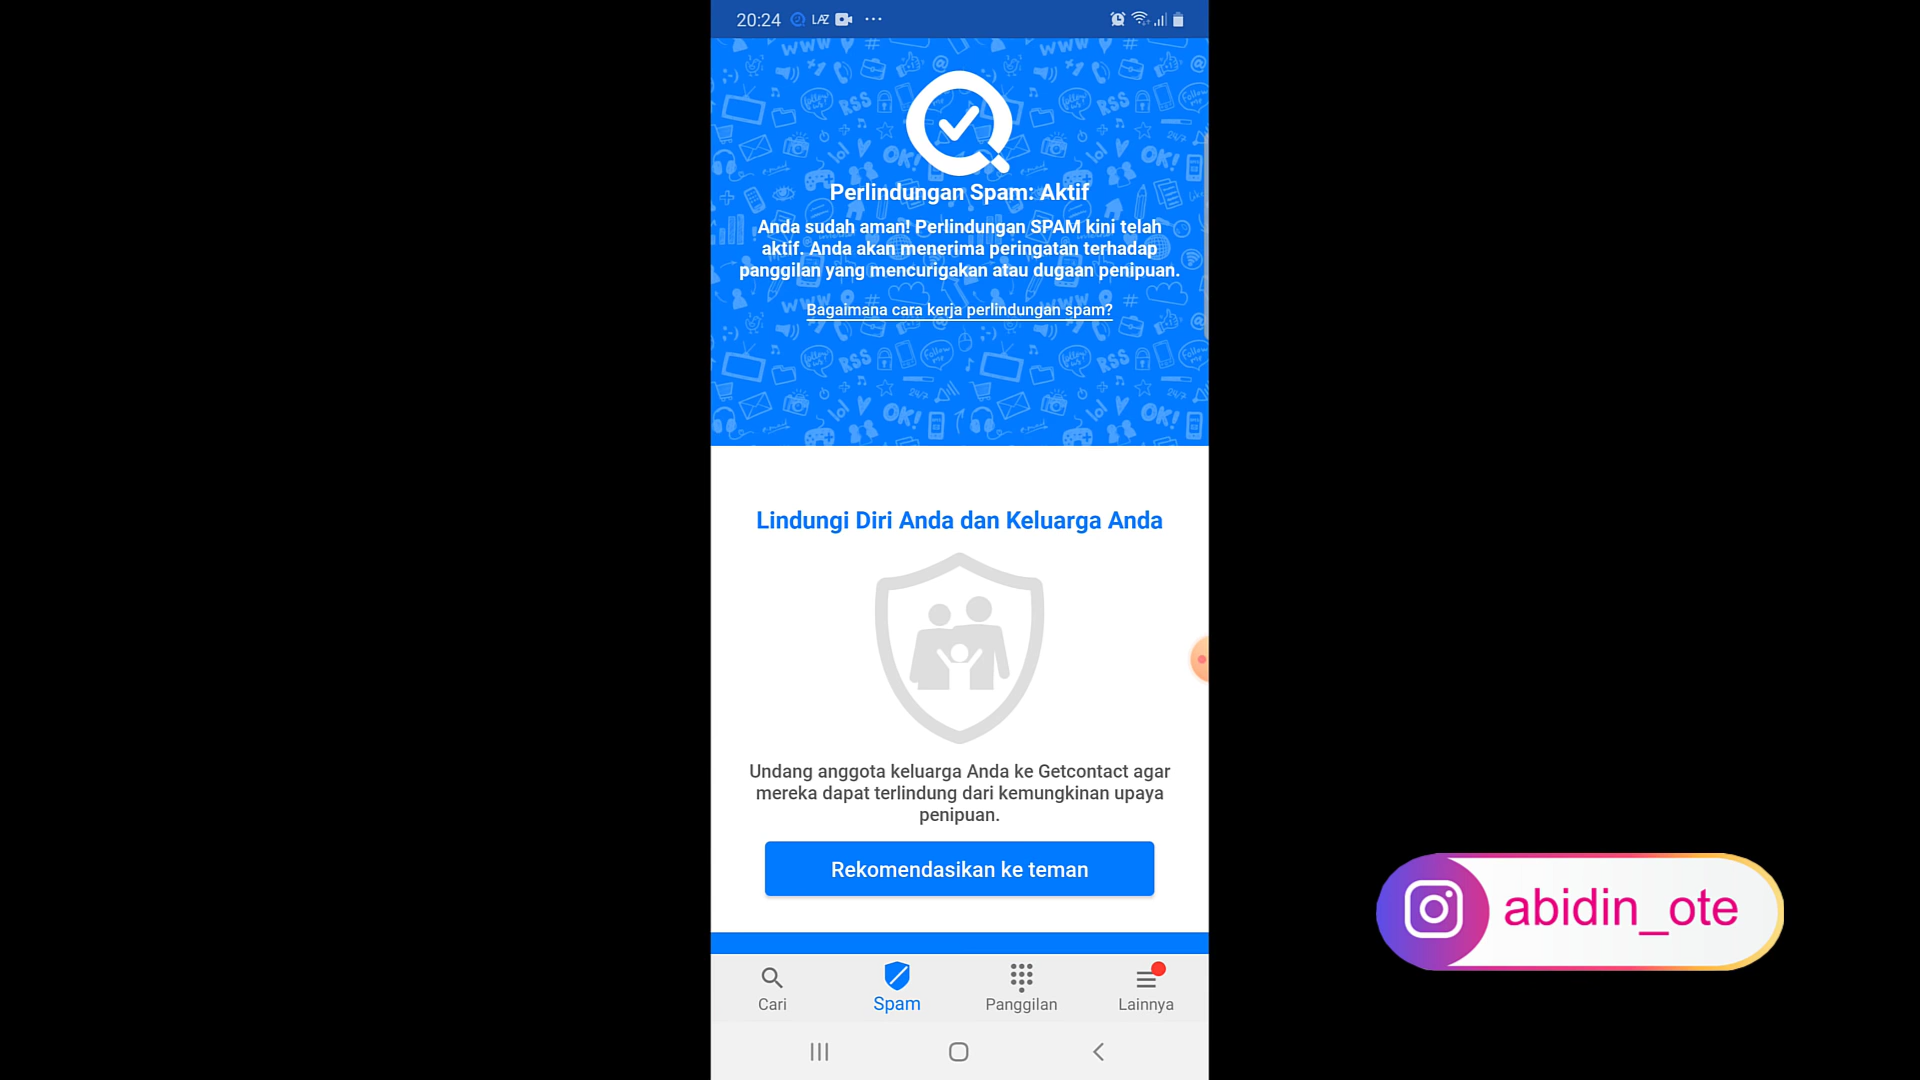 20:24 LAZ
Perlindungan Spam: Aktif
Anda sudah aman! Perlindungan SPAM kini telah
aktif. Anda akan menerima peringatan terhadap
panggilan yang mencurigakan atau dugaan penipuan.
Bagaimana cara kerja perlindungan spam?
Lindungi Diri Anda dan Keluarga Anda
Undang anggota keluarga Anda ke Getcontact agar
mereka dapat terlindung dari kemungkinan upaya
penipuan.
Rekomendasikan ke teman
Cari
Spam
Panggilan
Lainnya
abidin_ote